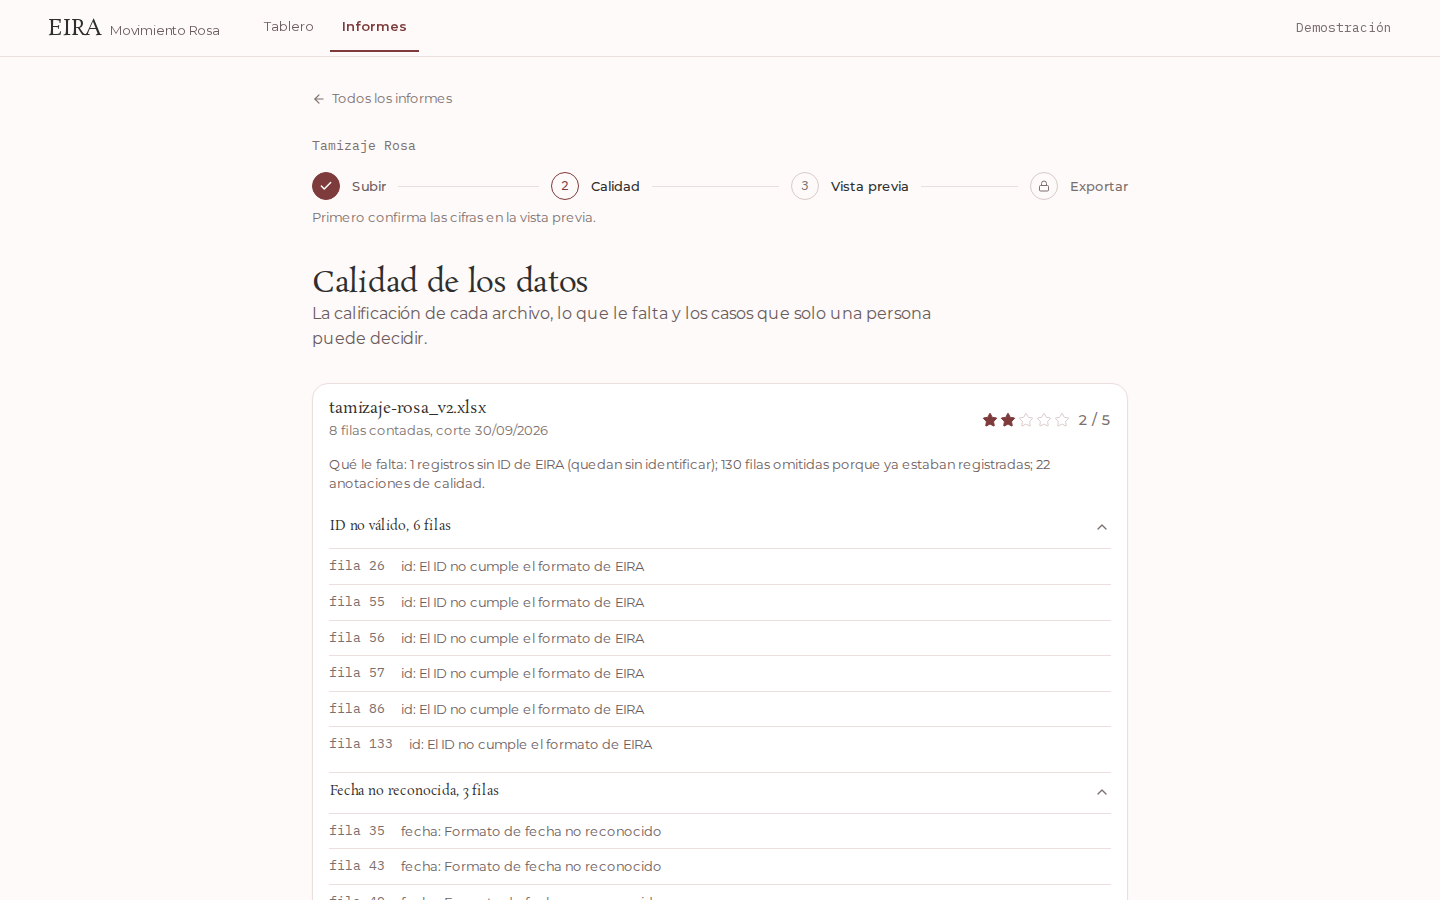 EIRA Movimiento Rosa Tablero Informes Demostración
Todos los informes
Tamizaje Rosa
Subir 2 Calidad 3 Vista previa Exportar
Primero confirma las cifras en la vista previa.
Calidad de los datos
La calificación de cada archivo, lo que le falta y los casos que solo una persona
puede decidir.
tamizaje-rosa_v2.xlsx
2 / 5
8 filas contadas, corte 30/09/2026
Qué le falta: 1 registros sin ID de EIRA (quedan sin identificar); 130 filas omitidas porque ya estaban registradas; 22
anotaciones de calidad.
ID no válido, 6 filas
fila 26 id: El ID no cumple el formato de EIRA
fila 55 id: El ID no cumple el formato de EIRA
fila 56 id: El ID no cumple el formato de EIRA
fila 57 id: El ID no cumple el formato de EIRA
fila 86 id: El ID no cumple el formato de EIRA
fila 133 id: El ID no cumple el formato de EIRA
Fecha no reconocida, 3 filas
fila 35 fecha: Formato de fecha no reconocido
fila 43 fecha: Formato de fecha no reconocido